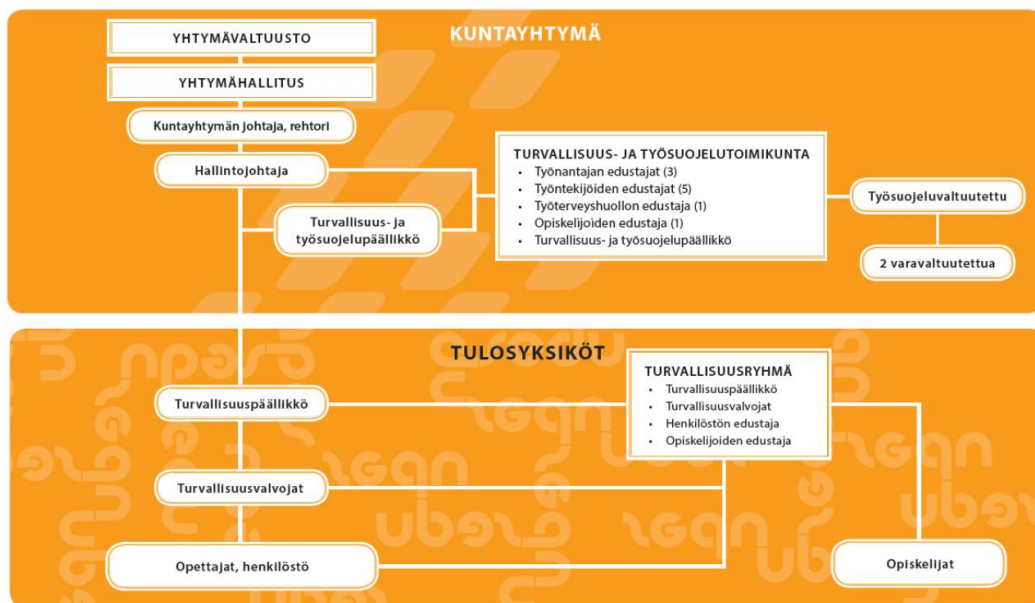 KUNTAYHTYMÄ
YHTYMÄVALTUUSTO
YHTYMÄHALLITUS
Kuntayhtymän johtaja, rehtori
Hallintojohtaja
Turvallisuus- ja
työsuojelupäällikkö
TURVALLISUUS- JA TYÖSUOJELUTOIMIKUNTA
• Työnantajan edustajat (3)
• Työntekijöiden edustajat (5)
• Työterveyshuollon edustaja (1)
• Opiskelijoiden edustaja (1)
• Turvallisuus- ja työsuojelupäällikkö
Työsuojeluvaltuutettu
2 varavaltuutettua
TULOSYKSIKÖT
Turvallisuuspäällikkö
TURVALLISUUSRYHMÄ
• Turvallisuuspäällikkö
• Turvallisuusvalvojat
• Henkilöstön edustaja
• Opiskelijoiden edustaja
Turvallisuusvalvojat
Opettajat, henkilöstö
Opiskelijat